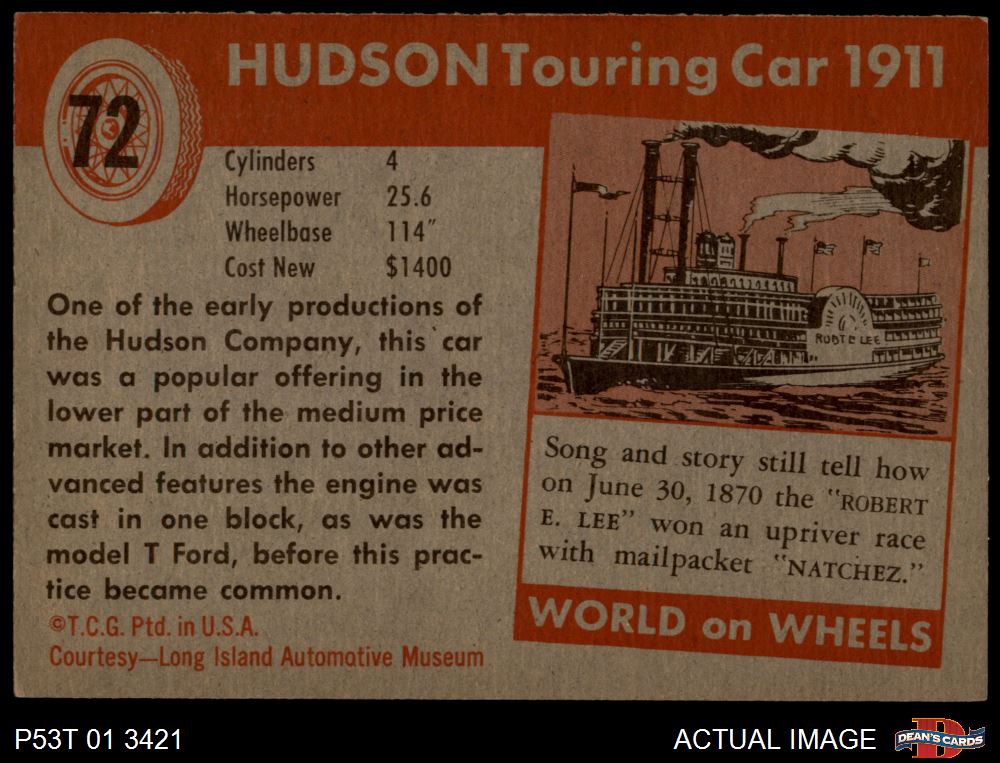 72
HUDSON Touring Car 1911
Cylinders 4
Horsepower 25.6
Wheelbase 114"
Cost New $1400
One of the early productions of
the Hudson Company, this car
was a popular offering in the
lower part of the medium price
market. In addition to other ad-
vanced features the engine was
cast in one block, as was the
model T Ford, before this prac-
tice became common.
©T.C.G. Ptd. in U.S.A.
Courtesy—Long Island Automotive Museum
ROBT E LEE
Song and story still tell how
on June 30, 1870 the "ROBERT
E. LEE" won an upriver race
with mailpacket "NATCHEZ."
WORLD on WHEELS
P53T 01 3421
ACTUAL IMAGE
D
DEAN'S CARDS